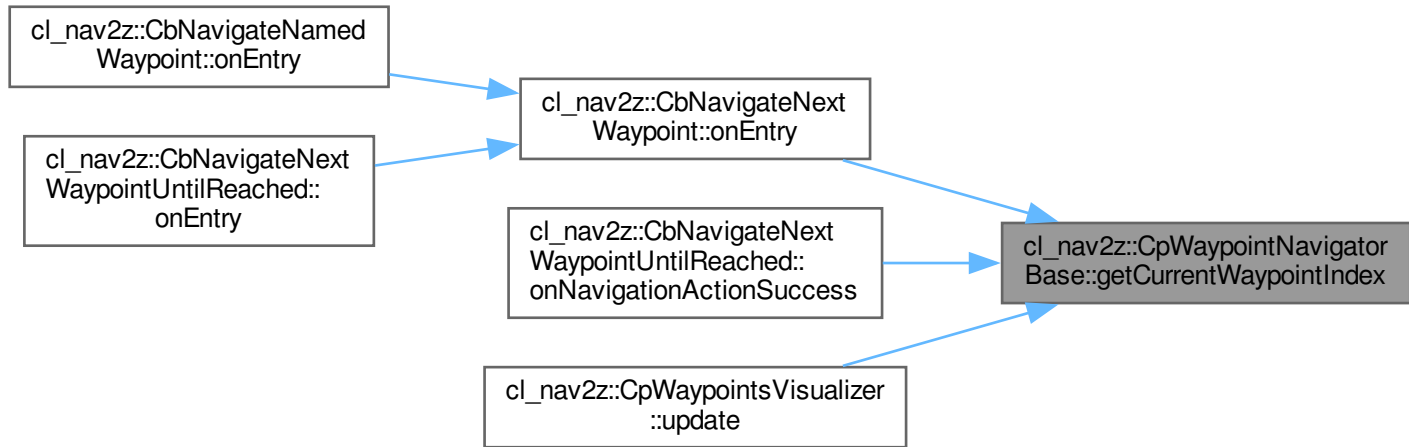 cl_nav2z::CbNavigateNamed
Waypoint::onEntry
cl_nav2z::CbNavigateNext
WaypointUntilReached::
onEntry
cl_nav2z::CbNavigateNext
Waypoint::onEntry
cl_nav2z::CbNavigateNext
WaypointUntilReached::
onNavigationActionSuccess
cl_nav2z::CpWaypointsVisualizer
::update
cl_nav2z::CpWaypointNavigator
Base::getCurrentWaypointIndex